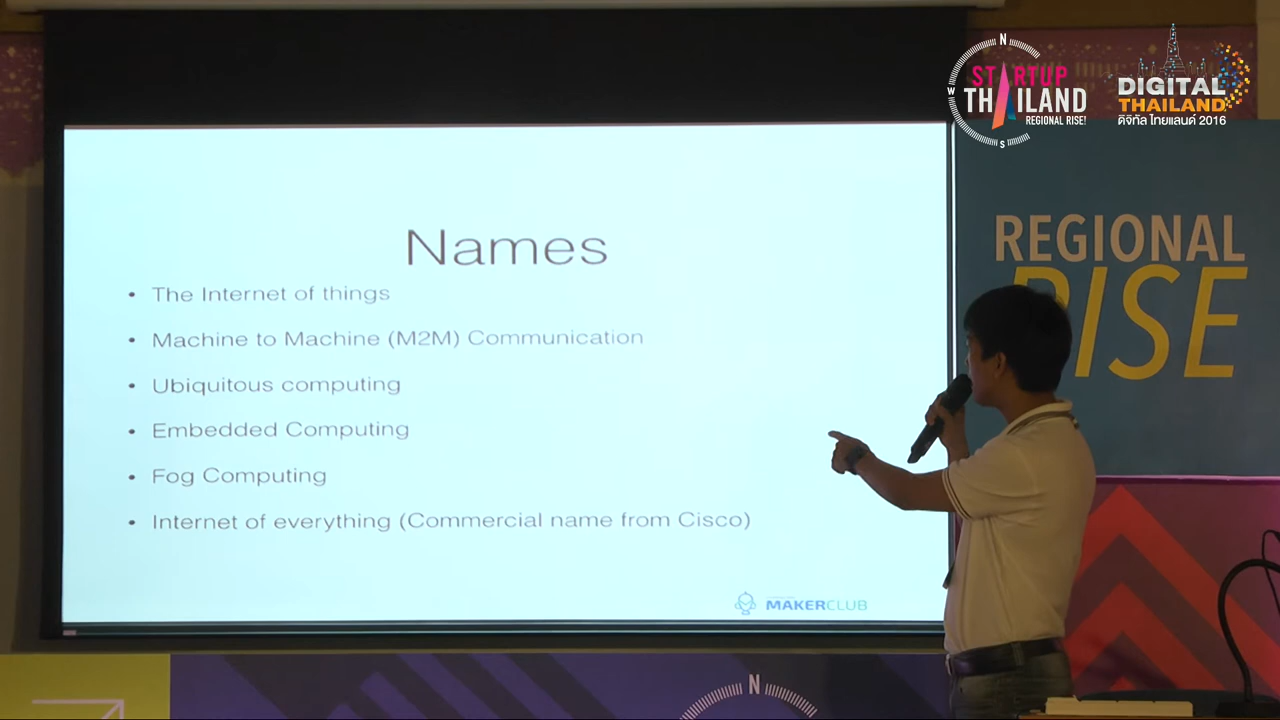 N
STARTUP
W
THAILAND
REGIONAL RISE!
S
DIGITAL
THAILAND
ดิจิทัล ไทยแลนด์ 2016
Names
• The Internet of things
• Machine to Machine (M2M) Communication
• Ubiquitous computing
• Embedded Computing
• Fog Computing
• Internet of everything (Commercial name from Cisco)
MAKERCLUB
REGIONAL
RISE
N